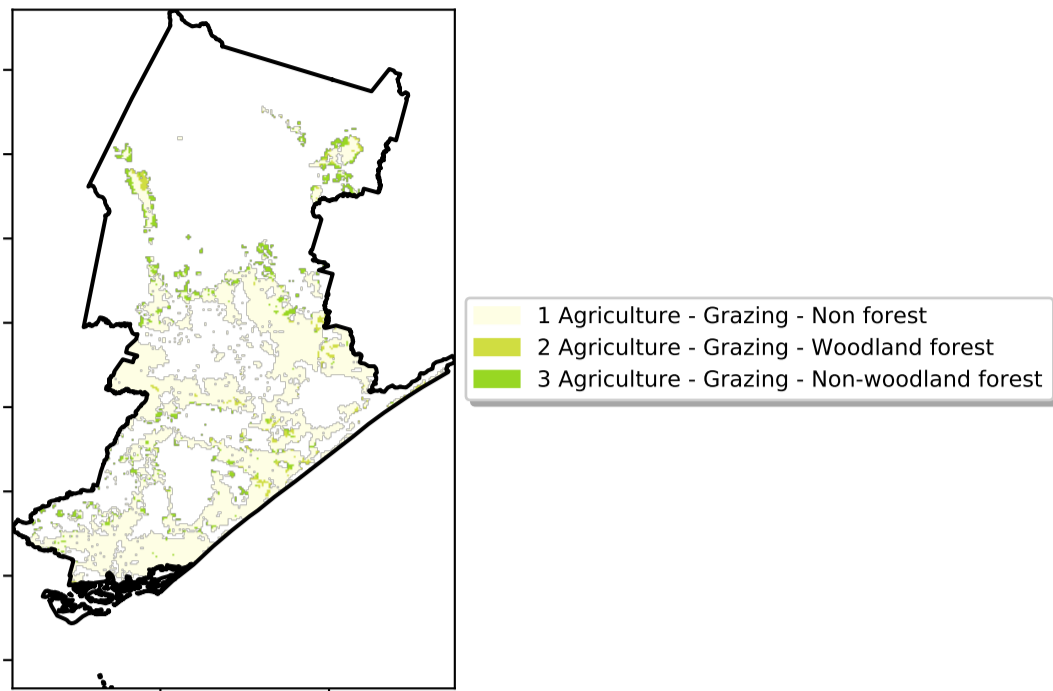 1 Agriculture - Grazing - Non forest
2 Agriculture - Grazing - Woodland forest
3 Agriculture - Grazing - Non-woodland forest